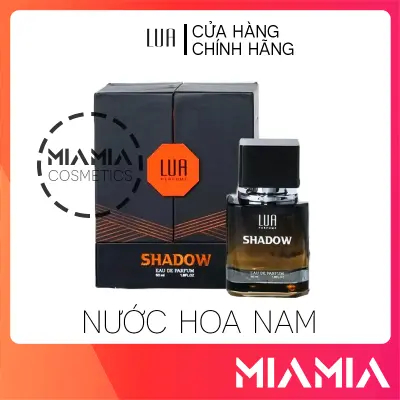 LUA
CỬA HÀNG
CHÍNH HÃNG
MIAMIA
COSMETICS
LUA
PERFUME
SHADOW
EAU DE PARFUM
LUA
PERFUME
SHADOW
EAU DE PARFUM
NƯỚC HOA NAM
MIAMIA